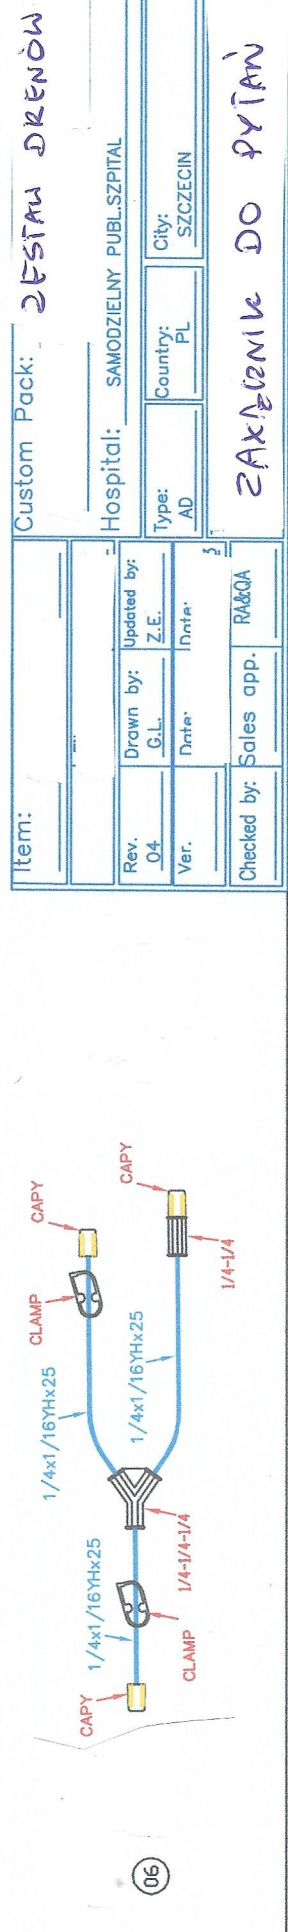 06
CAPY
1/4x1/16YHx25
CLAMP
1/4-1/4-1/4
1/4x1/16YHx25
CLAMP
CAPY
1/4x1/16YHx25
CAPY
1/4-1/4
Item:
Custom Pack: ZESTAW DRENÓW
Hospital: SAMODZIELNY PUBL.SZPITAL
Rev. 04
Drawn by: G.L.
Updated by: Z.E.
Type: AD
Country: PL
City: SZCZECIN
Ver.
Date:
Date:
Checked by:
Sales app.
RA&QA
ZAŁĄCZNIK DO PYTAŃ